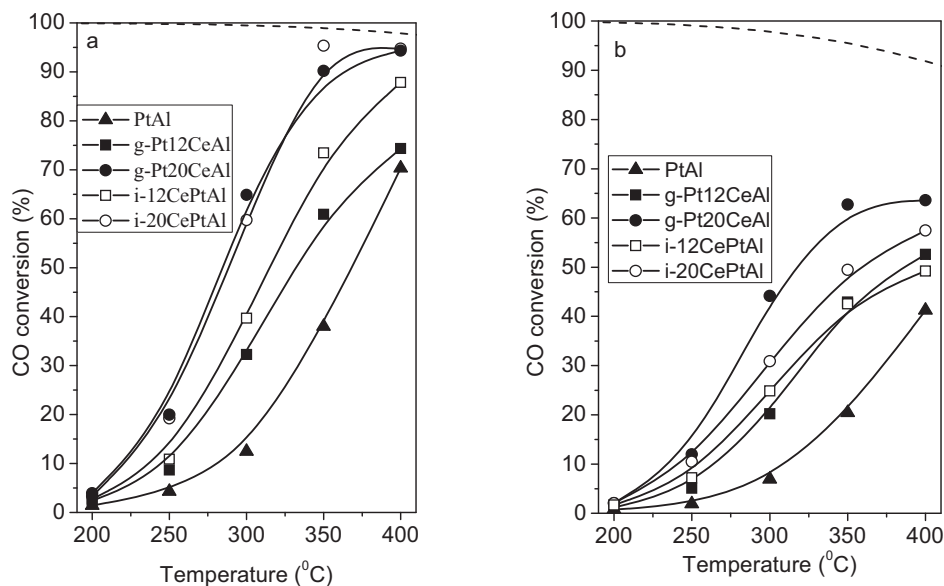 a
PtAl
g-Pt12CeAl
g-Pt20CeAl
i-12CePtAl
i-20CePtAl
100
90
80
70
60
50
40
30
20
10
0
CO conversion (%)
200 250 300 350 400
Temperature (⁰C)
b
PtAl
g-Pt12CeAl
g-Pt20CeAl
i-12CePtAl
i-20CePtAl
100
90
80
70
60
50
40
30
20
10
0
CO conversion (%)
200 250 300 350 400
Temperature (⁰C)